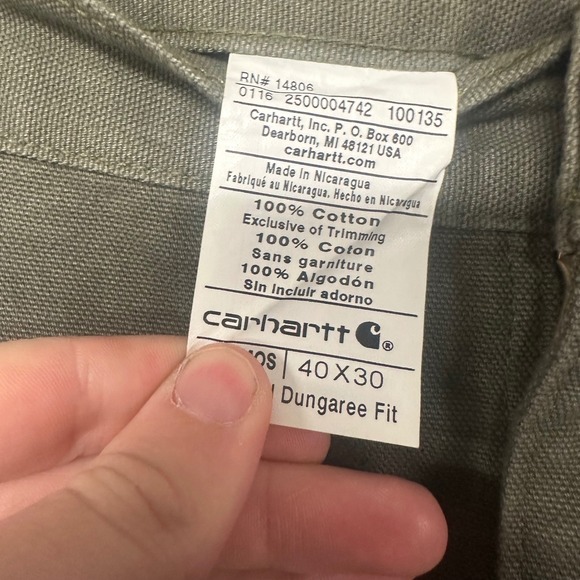 RN# 14806
0116 2500004742 100135
Carhartt, Inc. P. O. Box 600
Dearborn, MI 48121 USA
carhartt.com
Made in Nicaragua
Fabriqué au Nicaragua. Hecho en Nicaragua
100% Cotton
Exclusive of Trimming
100% Coton
Sans garniture
100% Algodón
Sin incluir adorno
carhartt ®
OS | 40X30
Dungaree Fit